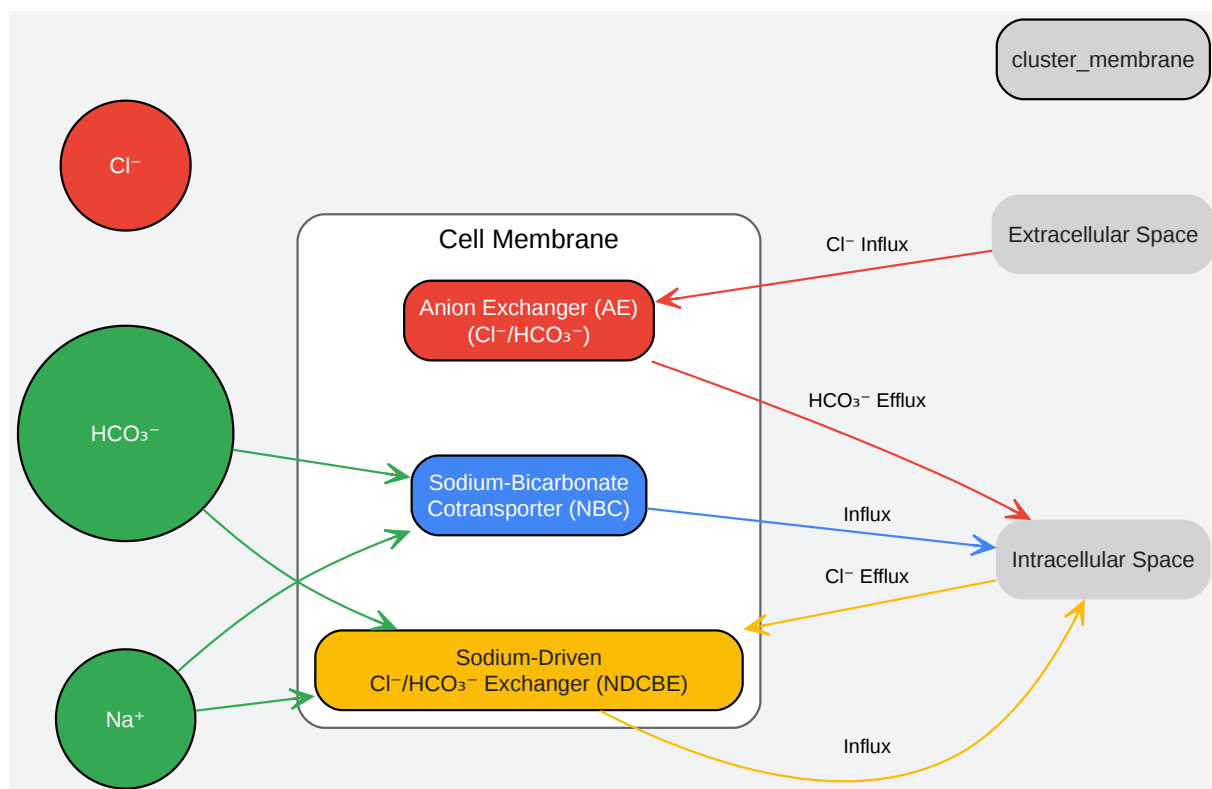 cluster_membrane
Cl⁻
Extracellular Space
Cell Membrane
Cl⁻ Influx
Anion Exchanger (AE)
(Cl⁻/HCO₃⁻)
HCO₃⁻ Efflux
HCO₃⁻
Sodium-Bicarbonate
Cotransporter (NBC)
Influx
Intracellular Space
Cl⁻ Efflux
Sodium-Driven
Cl⁻/HCO₃⁻ Exchanger (NDCBE)
Na⁺
Influx